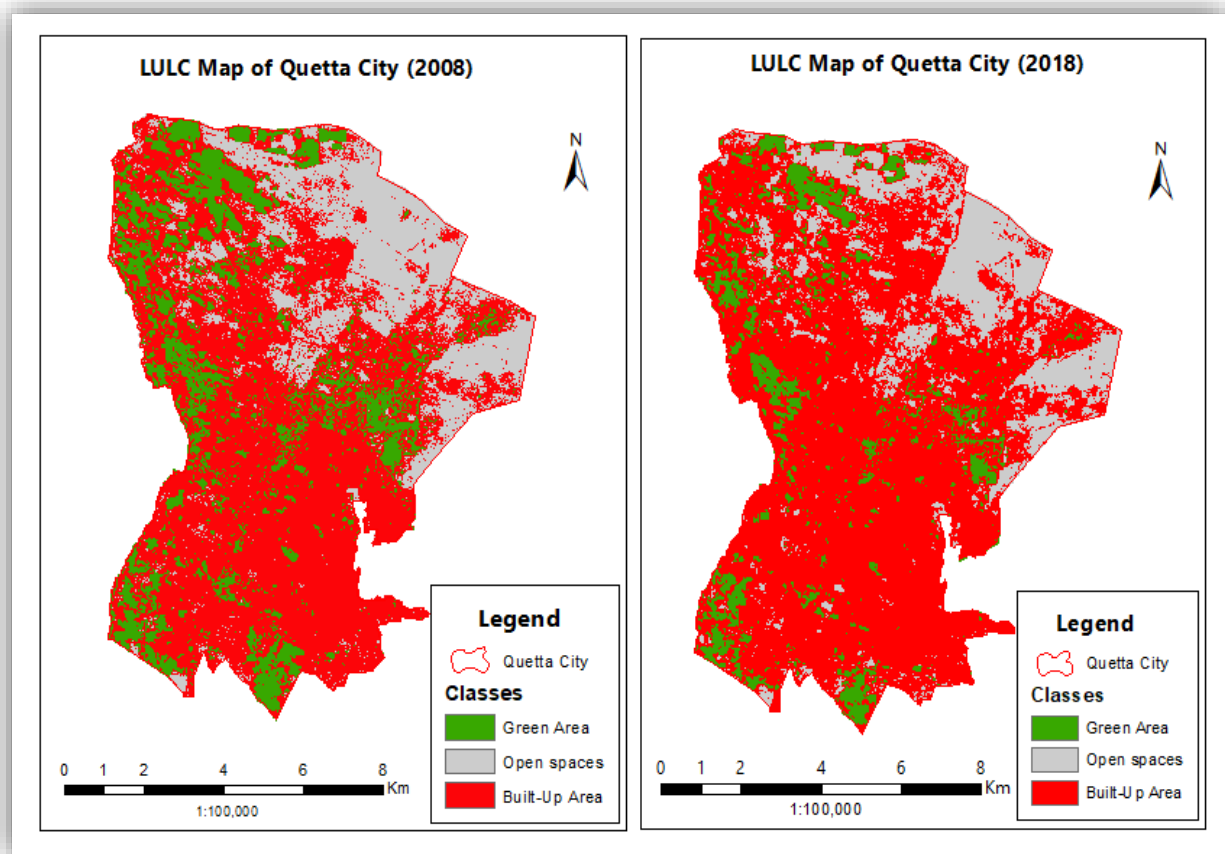 LULC Map of Quetta City (2008)
N
Legend
Quetta City
Classes
Green Area
Open spaces
Built-Up Area
0 1 2 4 6 8
Km
1:100,000
LULC Map of Quetta City (2018)
N
Legend
Quetta City
Classes
Green Area
Open spaces
Built-Up Area
0 1 2 4 6 8
Km
1:100,000